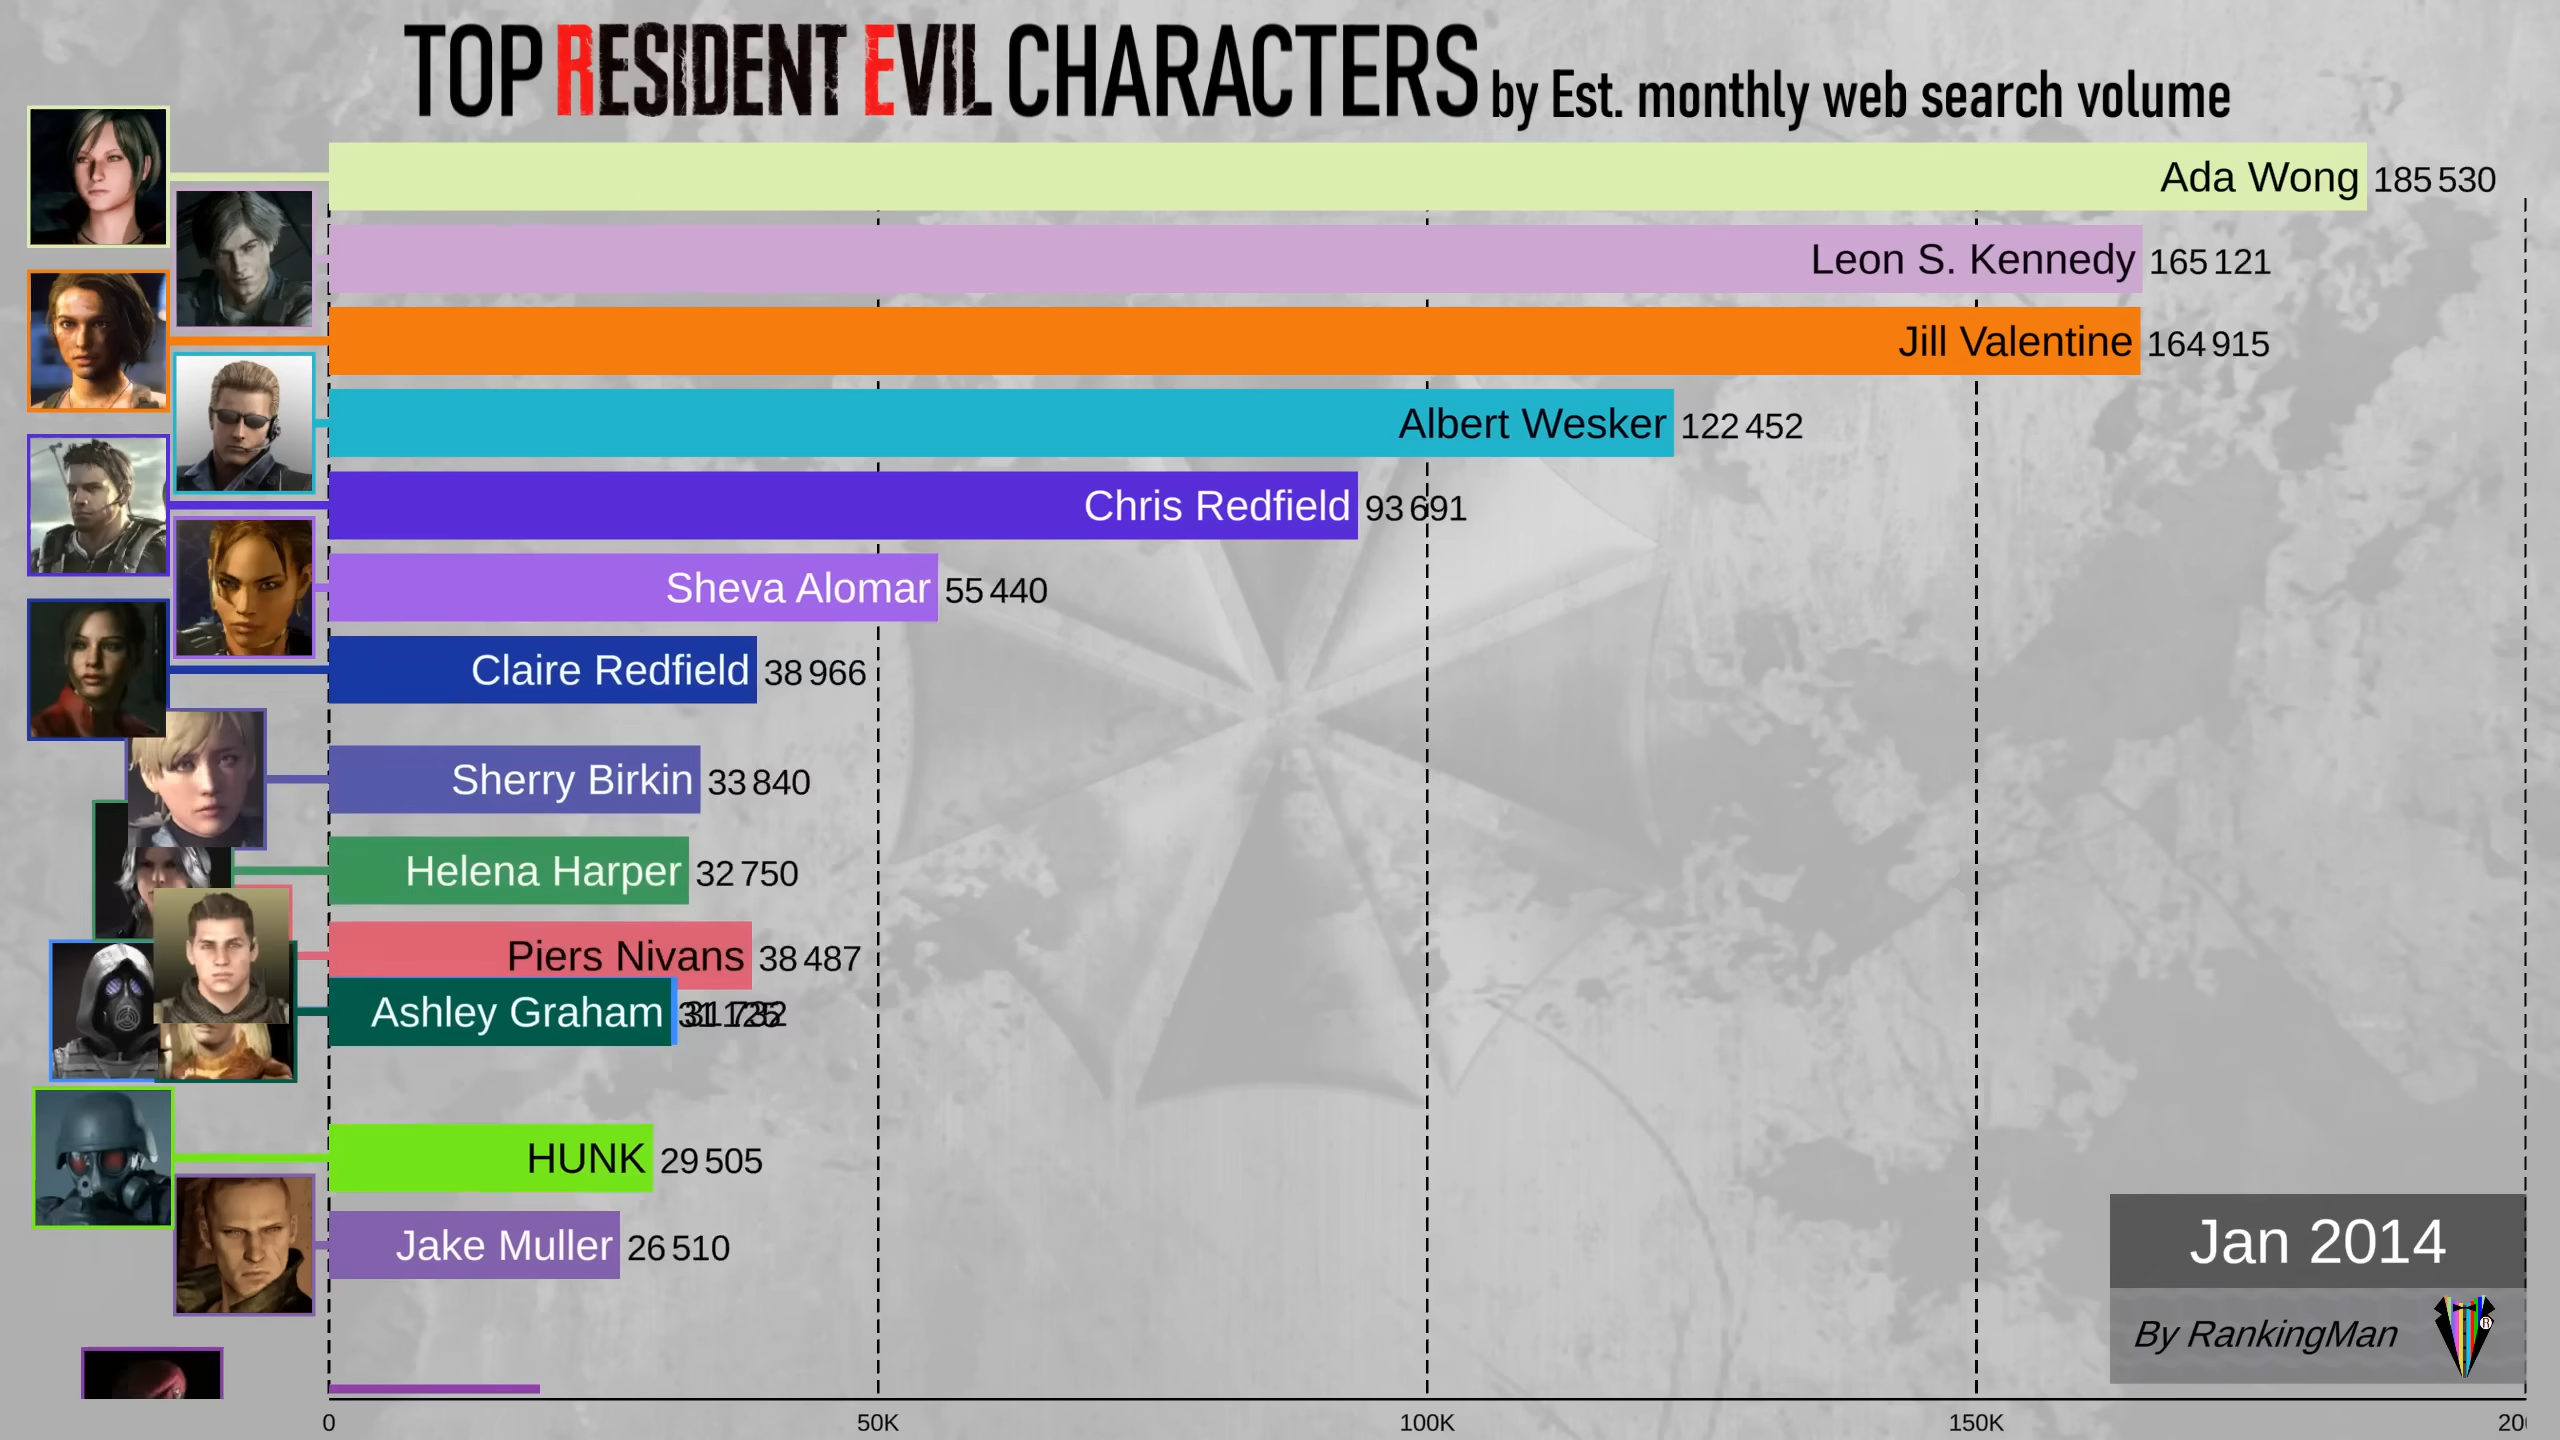 TOP RESIDENT EVIL CHARACTERS by Est. monthly web search volume
Ada Wong 185 530
Leon S. Kennedy 165 121
Jill Valentine 164 915
Albert Wesker 122 452
Chris Redfield 93 691
Sheva Alomar 55 440
Claire Redfield 38 966
Sherry Birkin 33 840
Helena Harper 32 750
Piers Nivans 38 487
Ashley Graham
HUNK 29 505
Jake Muller 26 510
Jan 2014
By RankingMan
®
0 50K 100K 150K